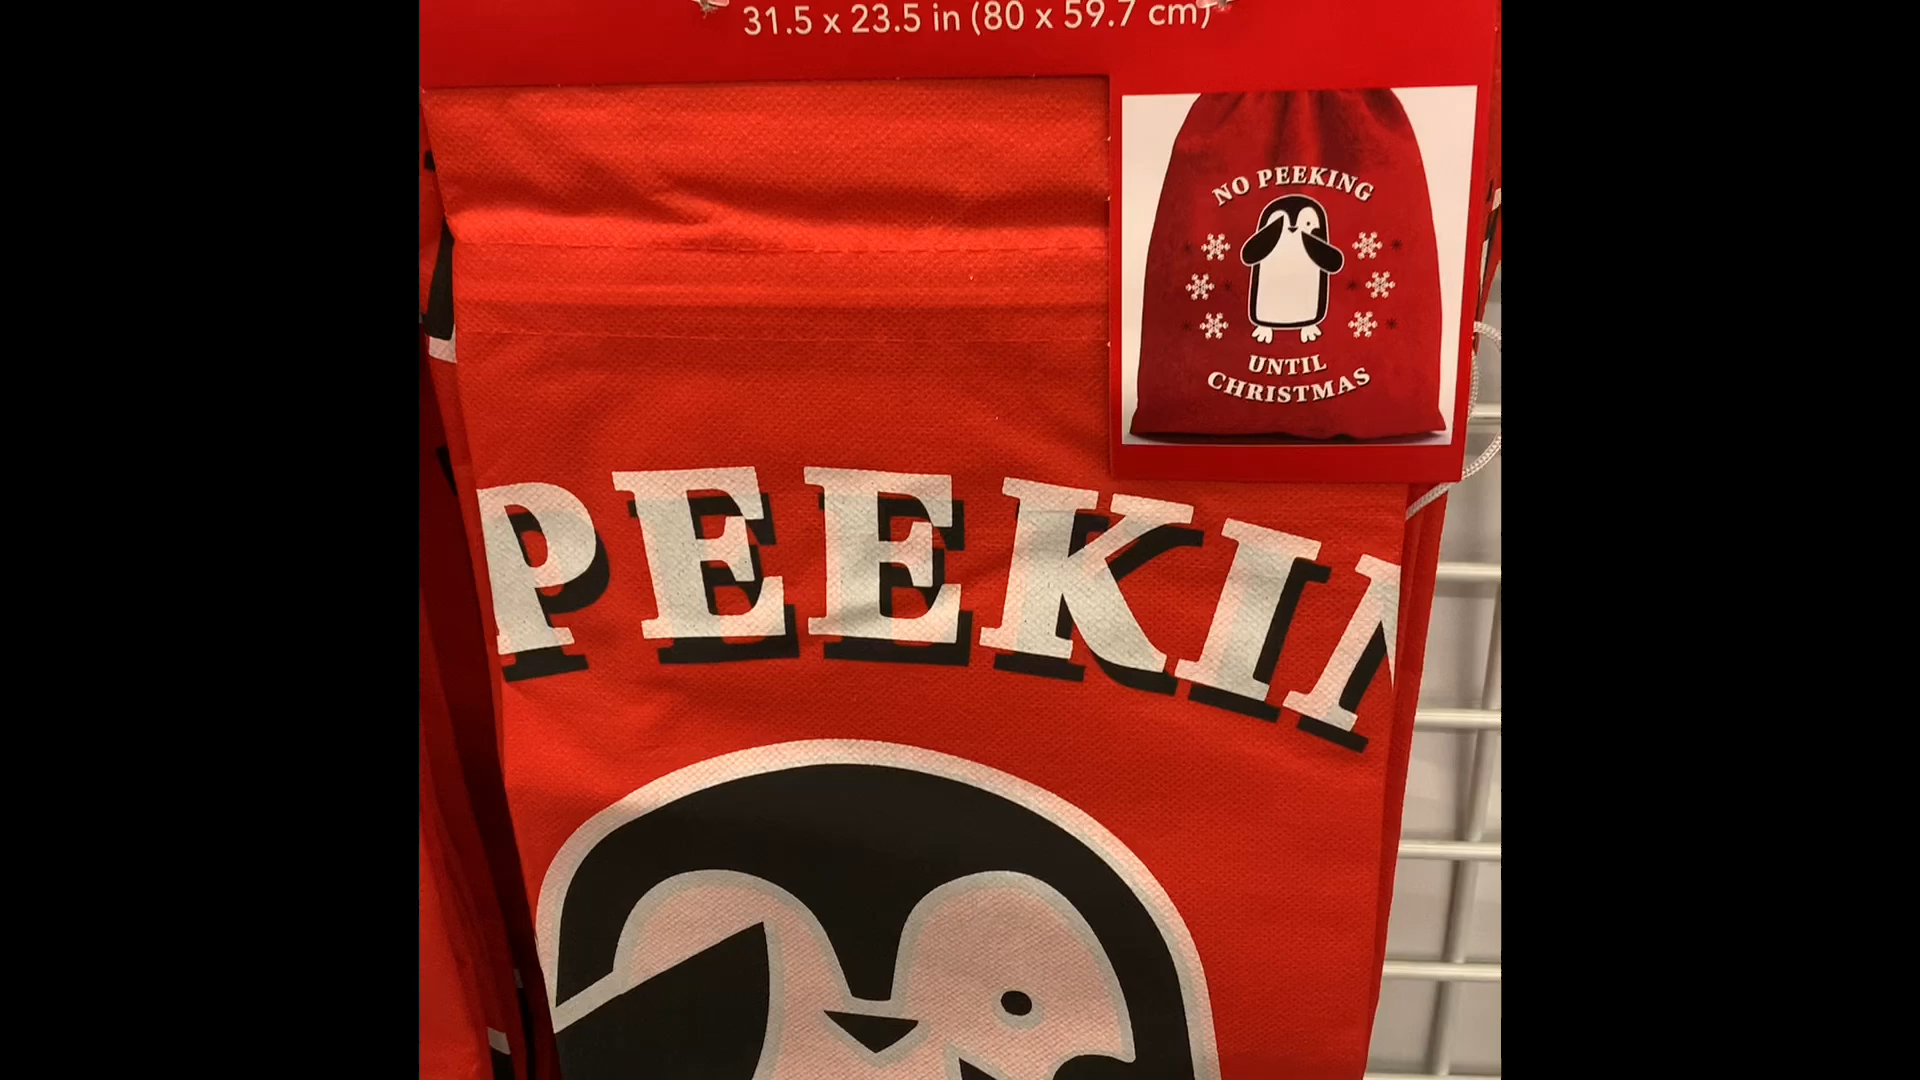 31.5 x 23.5 in (80 x 59.7 cm)
NO PEEKING
UNTIL
CHRISTMAS
PEEKIN